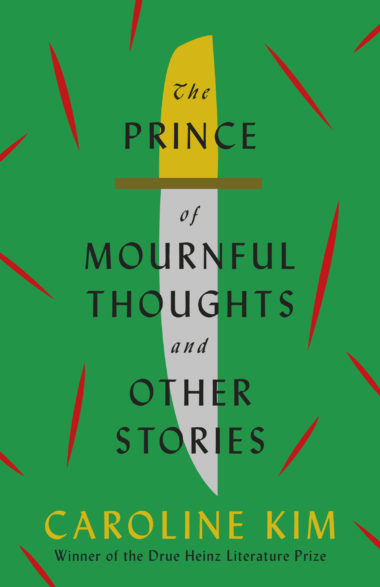 The
PRINCE
of
MOURNFUL
THOUGHTS
and
OTHER
STORIES
CAROLINE KIM
Winner of the Drue Heinz Literature Prize